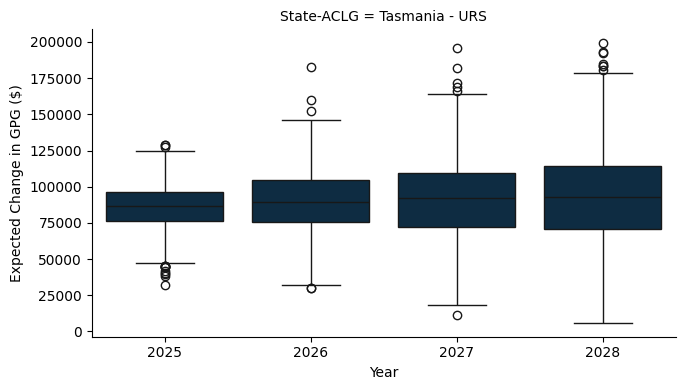 State-ACLG = Tasmania - URS
200000
175000
150000
125000
100000
75000
50000
25000
0
Expected Change in GPG ($)
2025 2026 2027 2028
Year